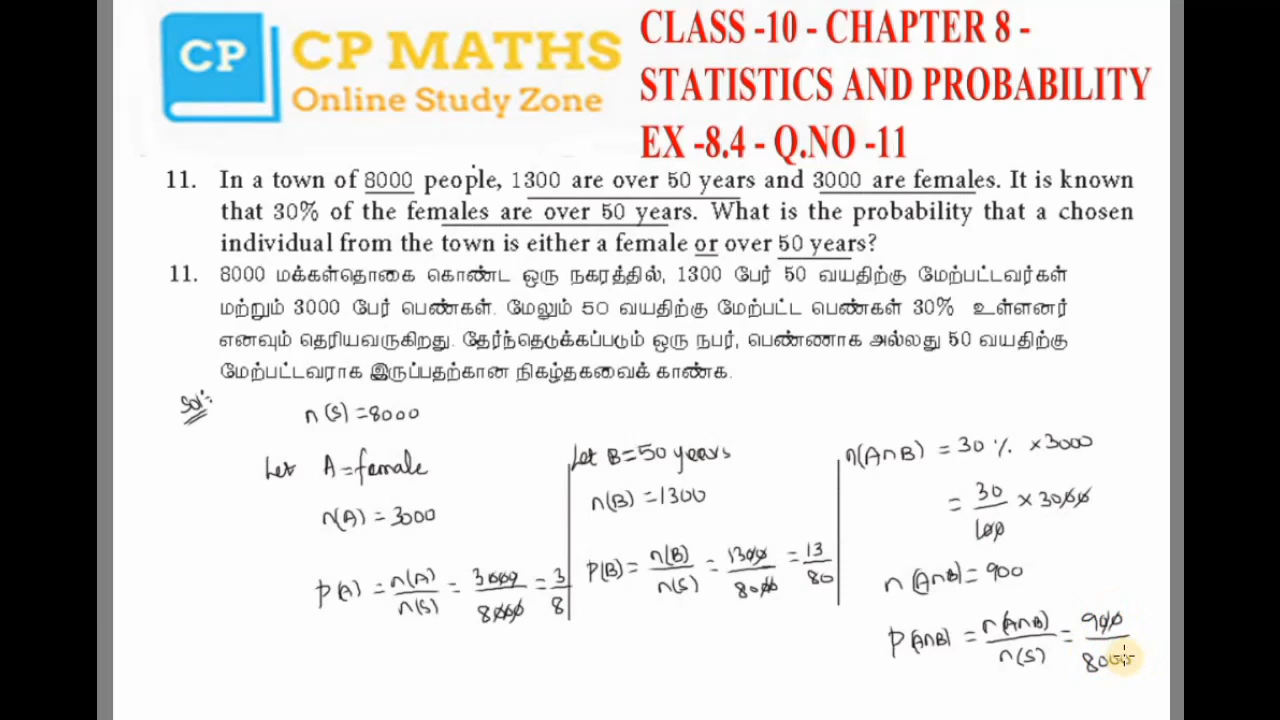 CP
CP MATHS
Online Study Zone
CLASS -10 - CHAPTER 8 -
STATISTICS AND PROBABILITY
EX -8.4 - Q.NO -11
11. In a town of 8000 people, 1300 are over 50 years and 3000 are females. It is known
that 30% of the females are over 50 years. What is the probability that a chosen
individual from the town is either a female or over 50 years?
11. 8000 மக்கள்தொகை கொண்ட ஒரு நகரத்தில், 1300 பேர் 50 வயதிற்கு மேற்பட்டவர்கள்
மற்றும் 3000 பேர் பெண்கள். மேலும் 50 வயதிற்கு மேற்பட்ட பெண்கள் 30% உள்ளனர்
எனவும் தெரியவருகிறது. தேர்ந்தெடுக்கப்படும் ஒரு நபர், பெண்ணாக அல்லது 50 வயதிற்கு
மேற்பட்டவராக இருப்பதற்கான நிகழ்தகவைக் காண்க.
Sol:-
n(S) = 8000
Let A = female
n(A) = 3000
P(A) = n(A)/n(S) = 3000/8000 = 3/8
Let B = 50 years
n(B) = 1300
P(B) = n(B)/n(S) = 1300/8000 = 13/80
n(A∩B) = 30 % × 3000
= 30/100 × 3000
n(A∩B) = 900
P(A∩B) = n(A∩B)/n(S) = 900/8000